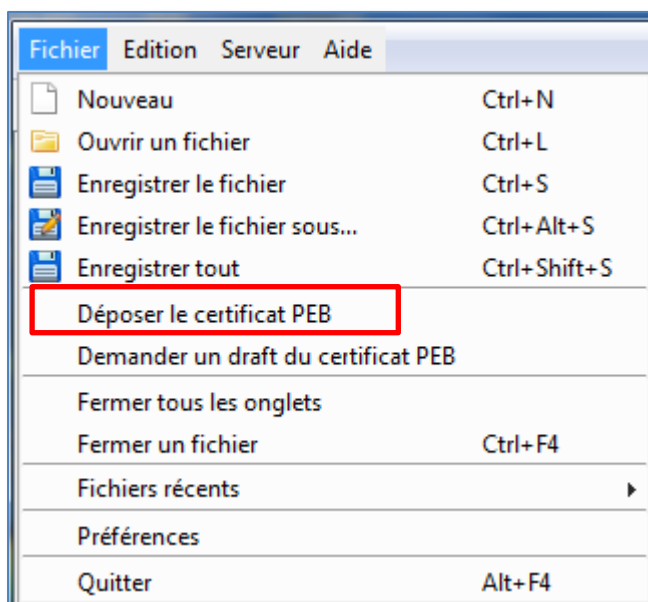 Fichier Edition Serveur Aide
Nouveau Ctrl+N
Ouvrir un fichier Ctrl+L
Enregistrer le fichier Ctrl+S
Enregistrer le fichier sous... Ctrl+Alt+S
Enregistrer tout Ctrl+Shift+S
Déposer le certificat PEB
Demander un draft du certificat PEB
Fermer tous les onglets
Fermer un fichier Ctrl+F4
Fichiers récents
Préférences
Quitter Alt+F4